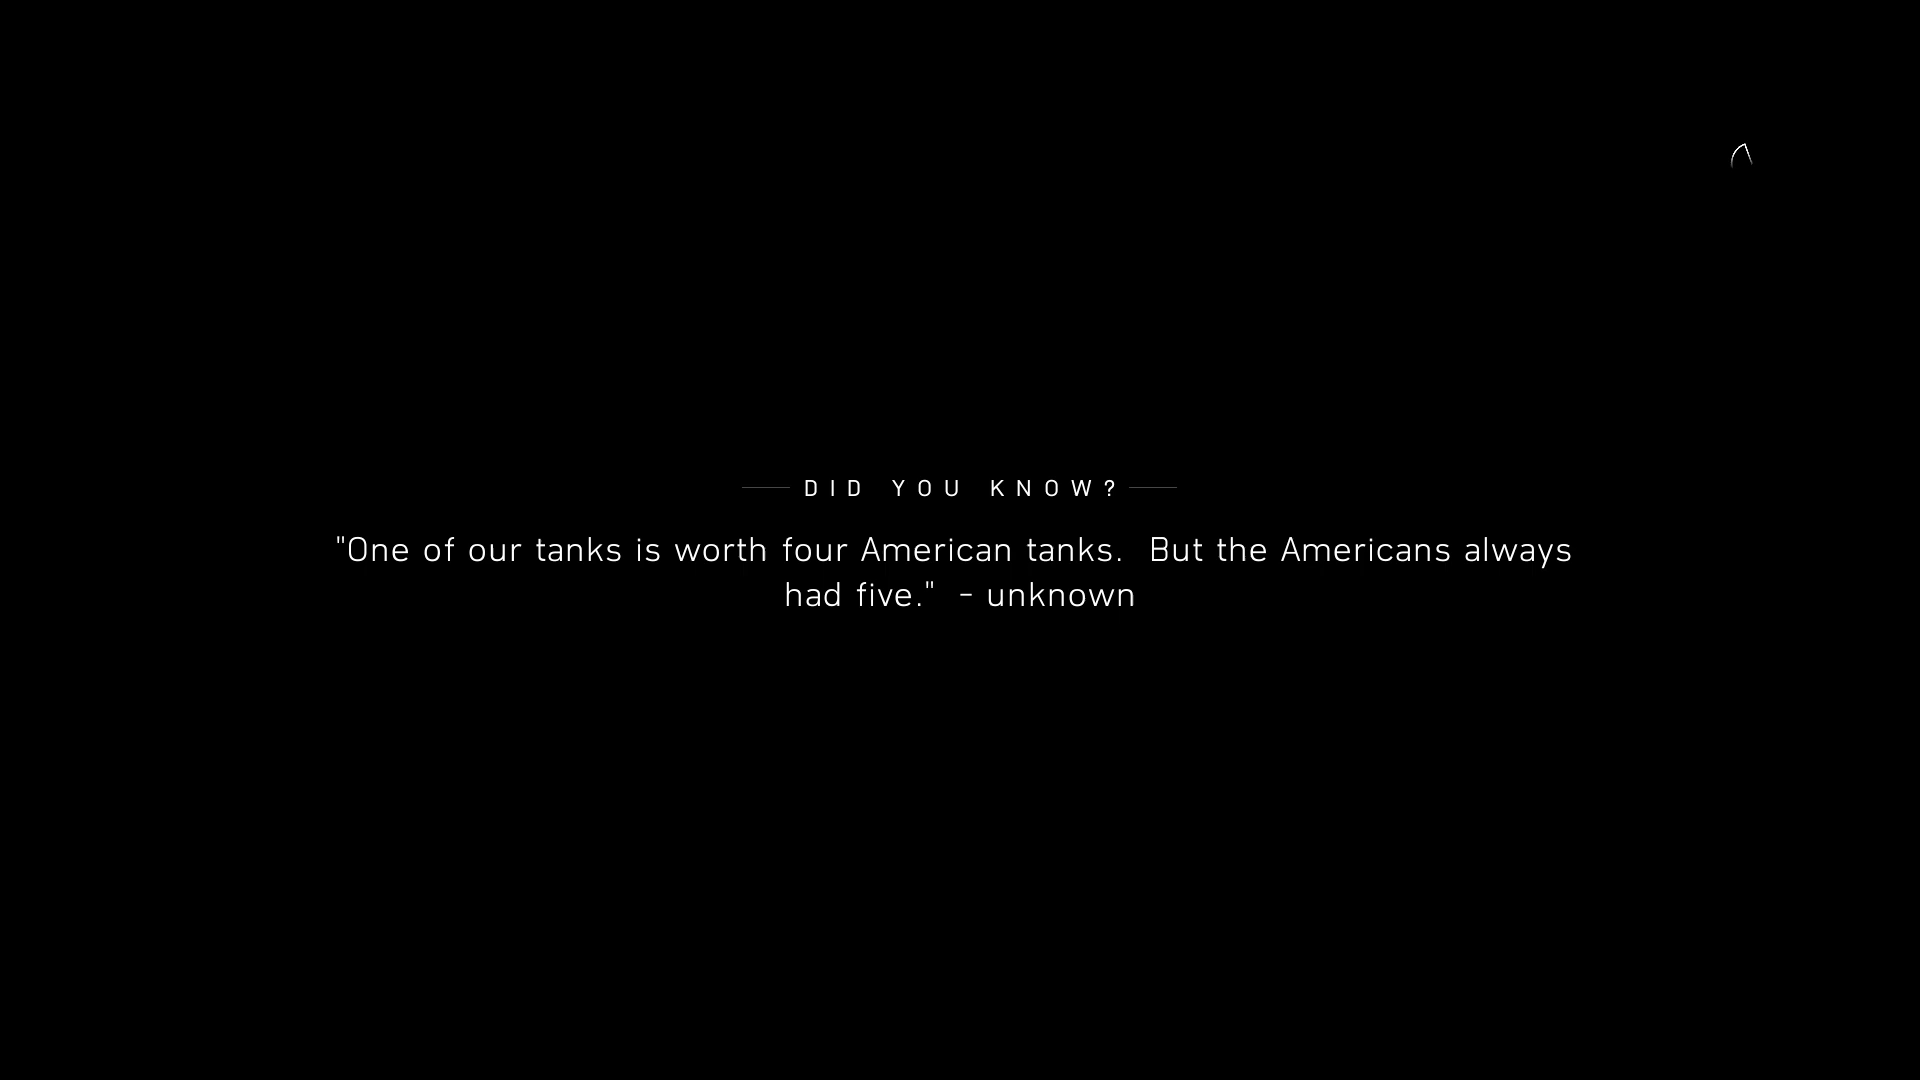 DID YOU KNOW?
"One of our tanks is worth four American tanks.  But the Americans always
had five."  - unknown